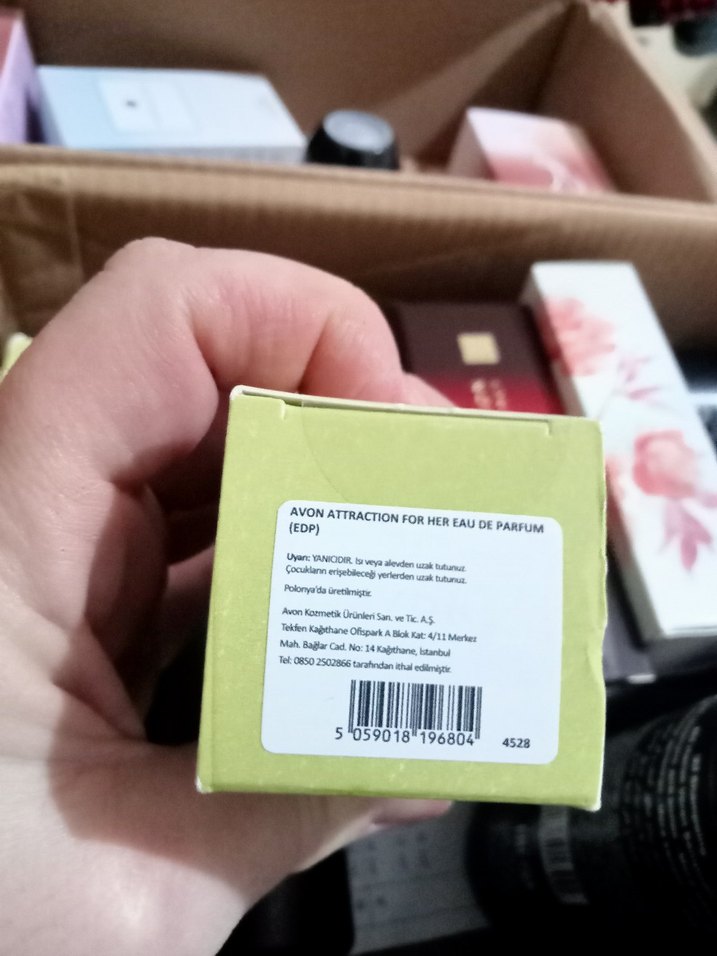 AVON ATTRACTION FOR HER EAU DE PARFUM
(EDP)
Uyarı: YANICIDIR. Isı veya alevden uzak tutunuz.
Çocukların erişebileceği yerlerden uzak tutunuz.
Polonya'da üretilmiştir.
Avon Kozmetik Ürünleri San. ve Tic. A.Ş.
Tekfen Kağıthane Ofispark A Blok Kat: 4/11 Merkez
Mah. Bağlar Cad. No: 14 Kağıthane, İstanbul
Tel: 0850 2502866 tarafından ithal edilmiştir.
5 059018 196804
4528